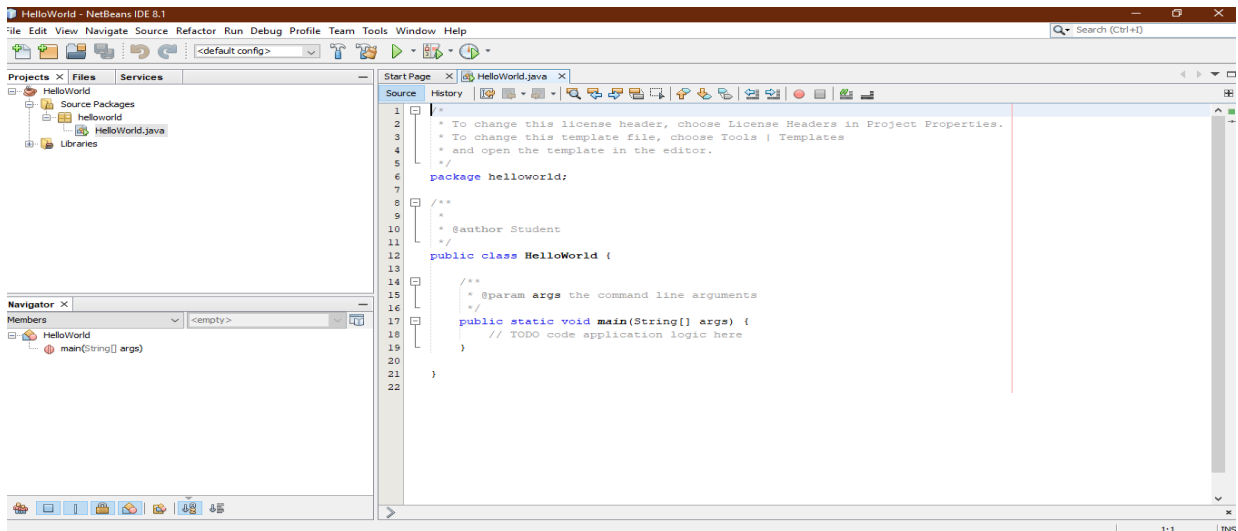 HelloWorld - NetBeans IDE 8.1
File Edit View Navigate Source Refactor Run Debug Profile Team Tools Window Help
Search (Ctrl+I)
<default config>
Projects Files Services
HelloWorld
Source Packages
helloworld
HelloWorld.java
Libraries
Navigator
Members <empty>
HelloWorld
main(String[] args)
Start Page HelloWorld.java
Source History
1 /*
2 * To change this license header, choose License Headers in Project Properties.
3 * To change this template file, choose Tools | Templates
4 * and open the template in the editor.
5 */
6 package helloworld;
7
8 /**
9 *
10 * @author Student
11 */
12 public class HelloWorld {
13
14 /**
15 * @param args the command line arguments
16 */
17 public static void main(String[] args) {
18 // TODO code application logic here
19 }
20
21 }
22
1:1 INS